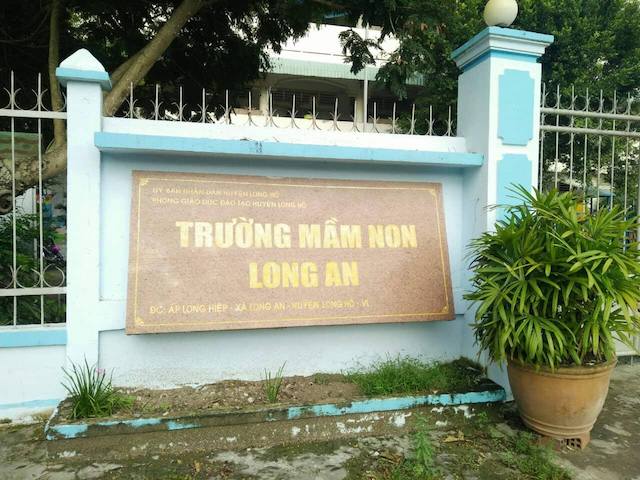 ỦY BAN NHÂN DÂN HUYỆN LONG HỒ
PHÒNG GIÁO DỤC ĐÀO TẠO HUYỆN LONG HỒ
TRƯỜNG MẦM NON
LONG AN
ĐC: ẤP LONG HIỆP - XÃ LONG AN - HUYỆN LONG HỒ - VL